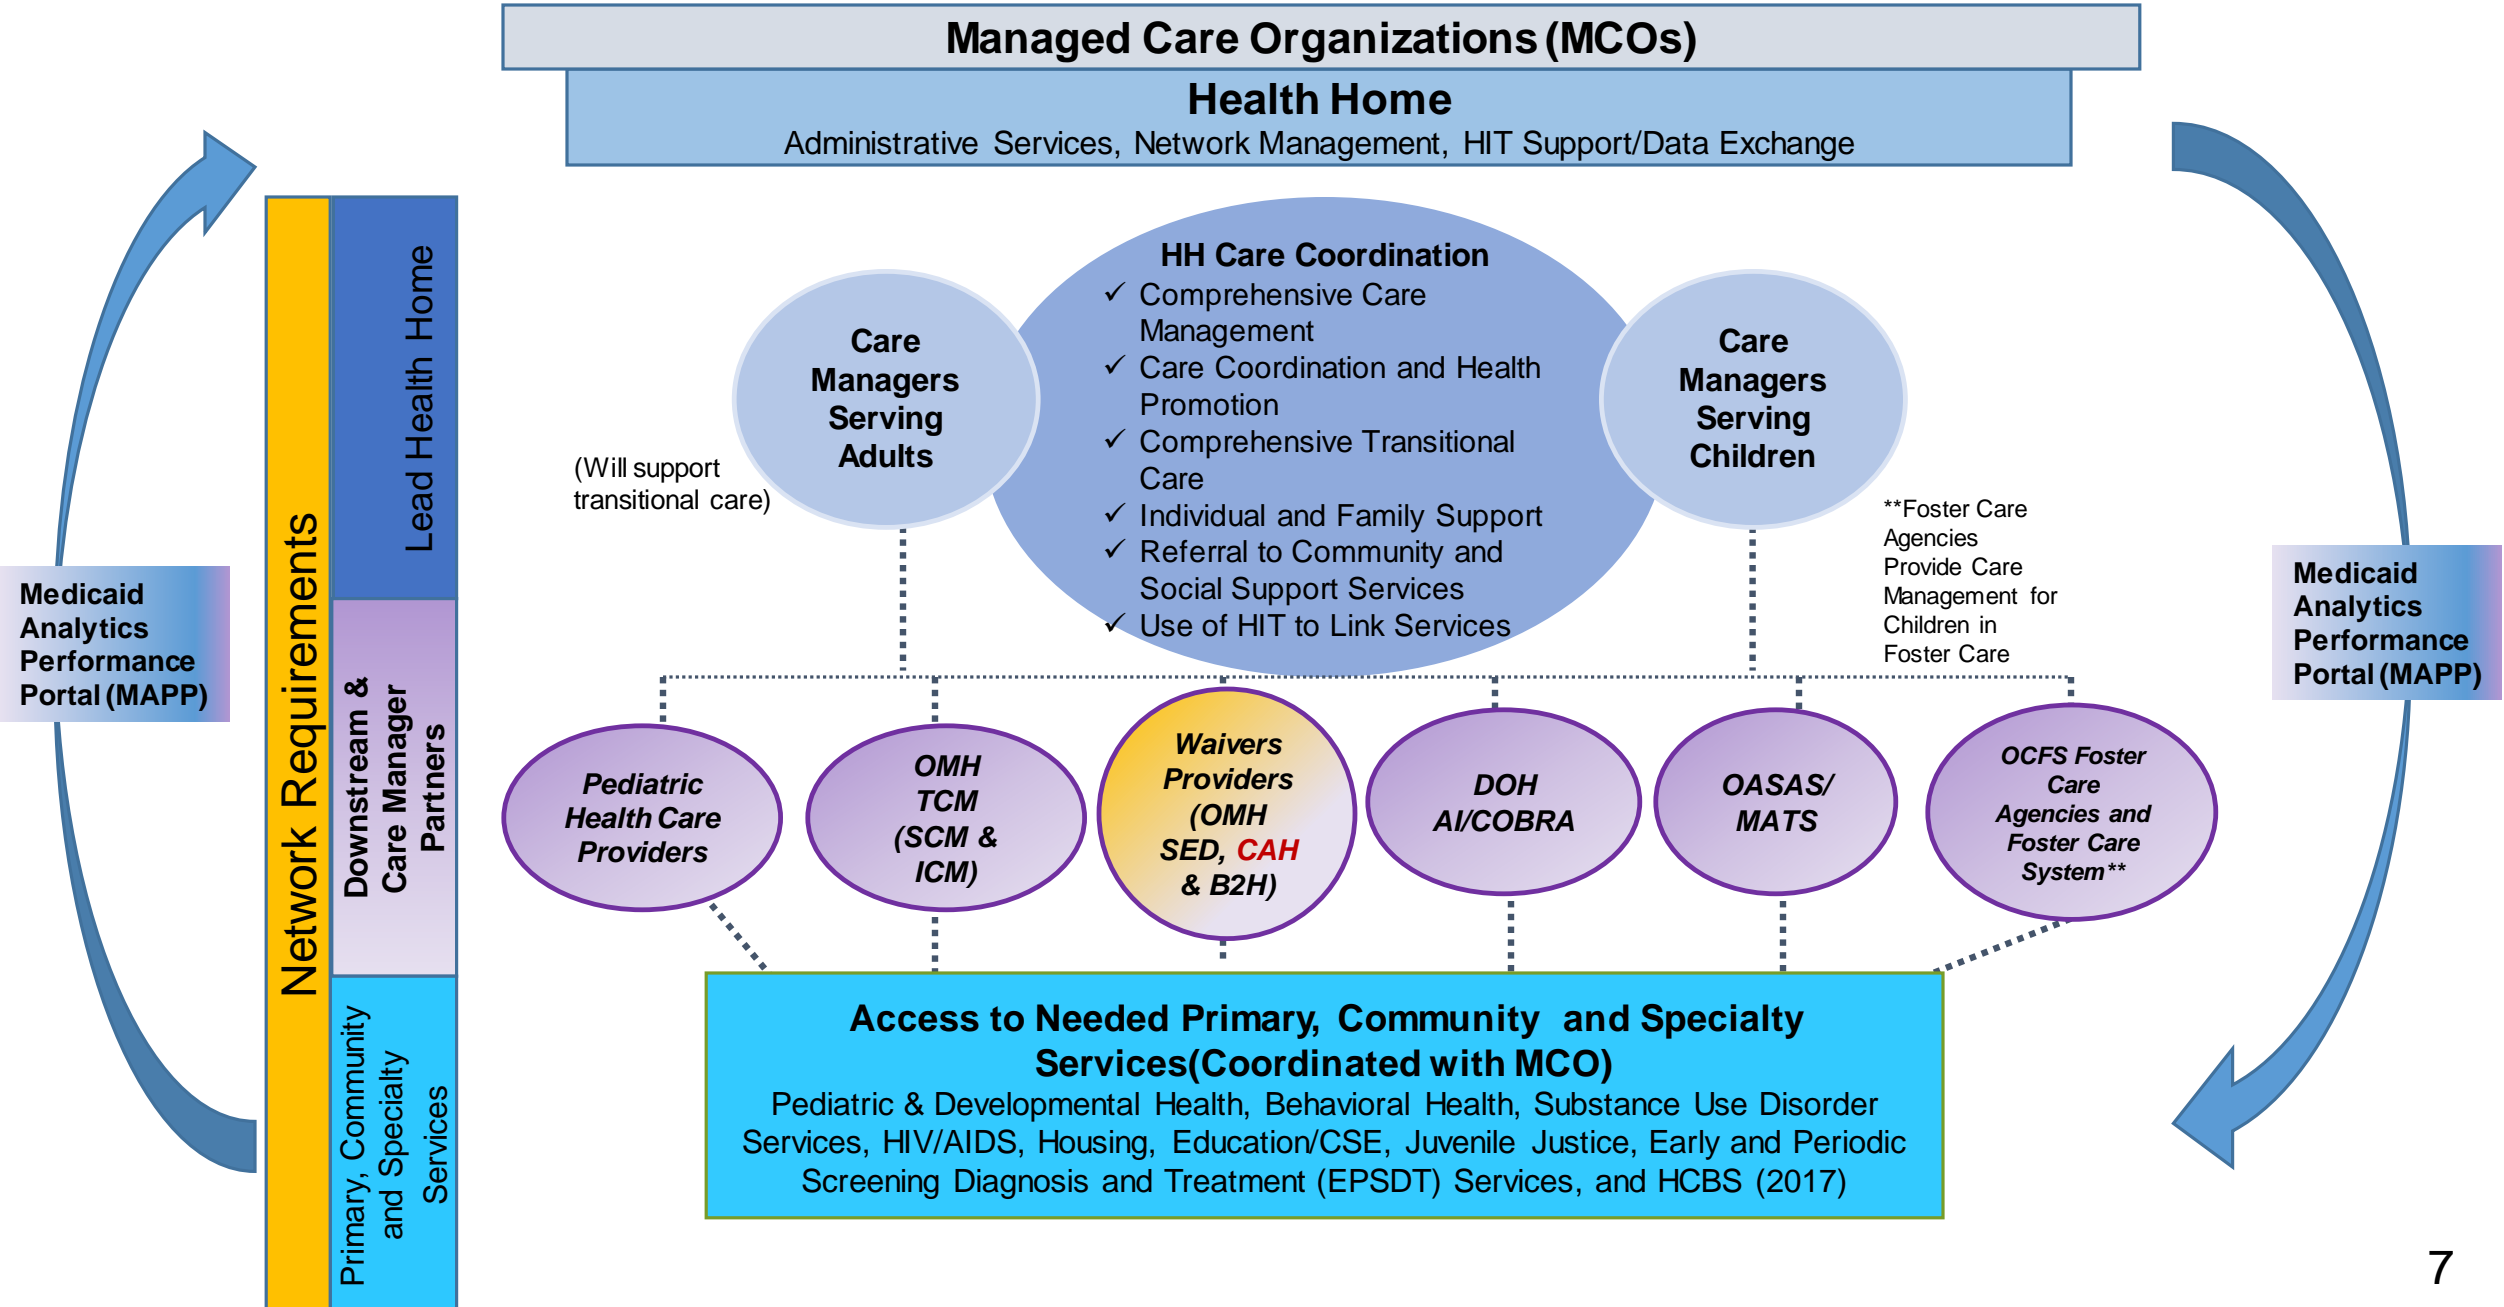 Managed Care Organizations (MCOs)
Health Home
Administrative Services, Network Management, HIT Support/Data Exchange
Medicaid
Analytics
Performance
Portal (MAPP)
Network Requirements
Lead Health Home
Downstream &
Care Manager
Partners
Primary, Community
and Specialty
Services
Care
Managers
Serving
Adults
(Will support
transitional care)
HH Care Coordination
✓ Comprehensive Care
Management
✓ Care Coordination and Health
Promotion
✓ Comprehensive Transitional
Care
✓ Individual and Family Support
✓ Referral to Community and
Social Support Services
✓ Use of HIT to Link Services
Care
Managers
Serving
Children
**Foster Care
Agencies
Provide Care
Management for
Children in
Foster Care
Medicaid
Analytics
Performance
Portal (MAPP)
Pediatric
Health Care
Providers
OMH
TCM
(SCM &
ICM)
Waivers
Providers
(OMH
SED, CAH
& B2H)
DOH
AI/COBRA
OASAS/
MATS
OCFS Foster
Care
Agencies and
Foster Care
System**
Access to Needed Primary, Community and Specialty
Services(Coordinated with MCO)
Pediatric & Developmental Health, Behavioral Health, Substance Use Disorder
Services, HIV/AIDS, Housing, Education/CSE, Juvenile Justice, Early and Periodic
Screening Diagnosis and Treatment (EPSDT) Services, and HCBS (2017)
7